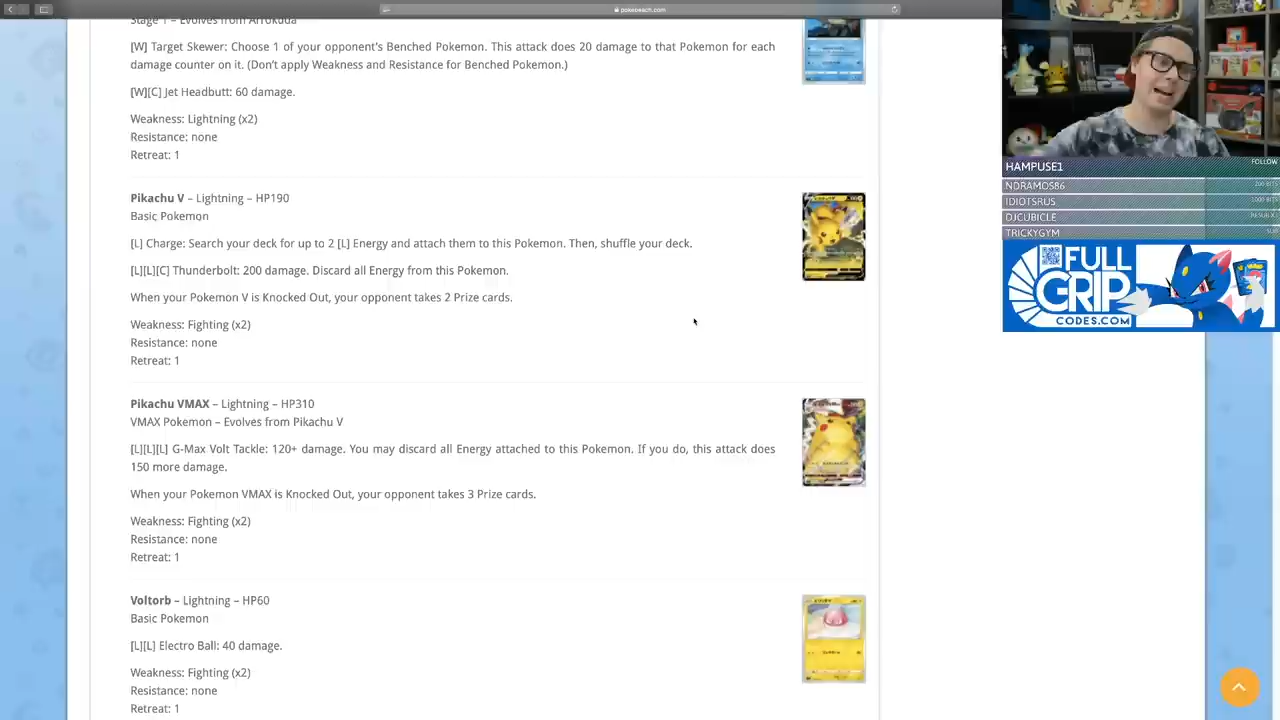 pokebeach.com
Stage 1 – Evolves from Arrokuda
[W] Target Skewer: Choose 1 of your opponent's Benched Pokemon. This attack does 20 damage to that Pokemon for each
damage counter on it. (Don't apply Weakness and Resistance for Benched Pokemon.)
[W][C] Jet Headbutt: 60 damage.
Weakness: Lightning (x2)
Resistance: none
Retreat: 1
Pikachu V – Lightning – HP190
Basic Pokemon
[L] Charge: Search your deck for up to 2 [L] Energy and attach them to this Pokemon. Then, shuffle your deck.
[L][L][C] Thunderbolt: 200 damage. Discard all Energy from this Pokemon.
When your Pokemon V is Knocked Out, your opponent takes 2 Prize cards.
Weakness: Fighting (x2)
Resistance: none
Retreat: 1
Pikachu VMAX – Lightning – HP310
VMAX Pokemon – Evolves from Pikachu V
[L][L][L] G-Max Volt Tackle: 120+ damage. You may discard all Energy attached to this Pokemon. If you do, this attack does
150 more damage.
When your Pokemon VMAX is Knocked Out, your opponent takes 3 Prize cards.
Weakness: Fighting (x2)
Resistance: none
Retreat: 1
Voltorb – Lightning – HP60
Basic Pokemon
[L][L] Electro Ball: 40 damage.
Weakness: Fighting (x2)
Resistance: none
Retreat: 1
HAMPUSE1 FOLLOW
NDRAMOS86 200 BITS
IDIOTSRUS 1000 BITS
DJCUBICLE
TRICKYGYM SUB
FULL
GRIP
CODES.COM